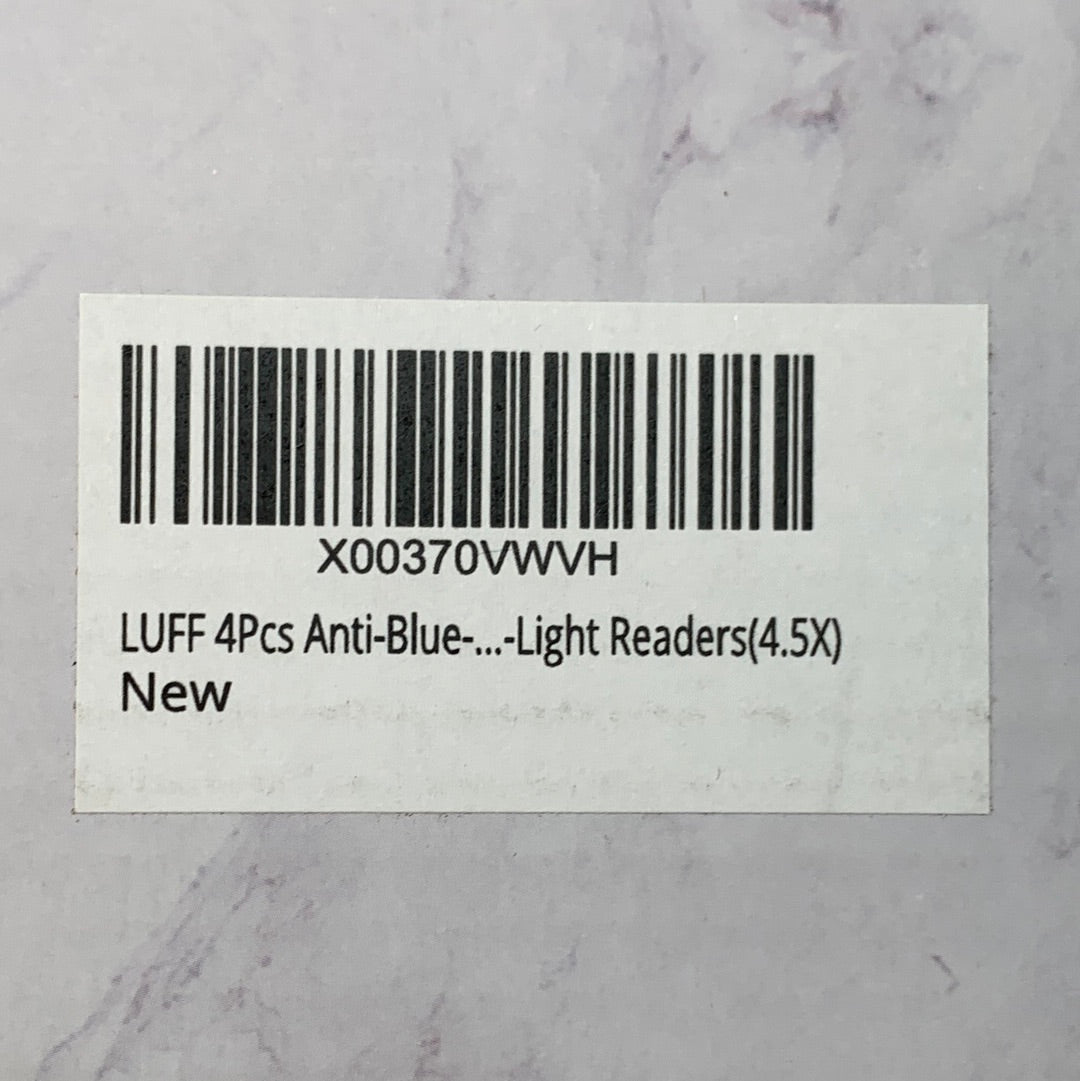 X00370VWVH
LUFF 4Pcs Anti-Blue-...-Light Readers(4.5X)
New